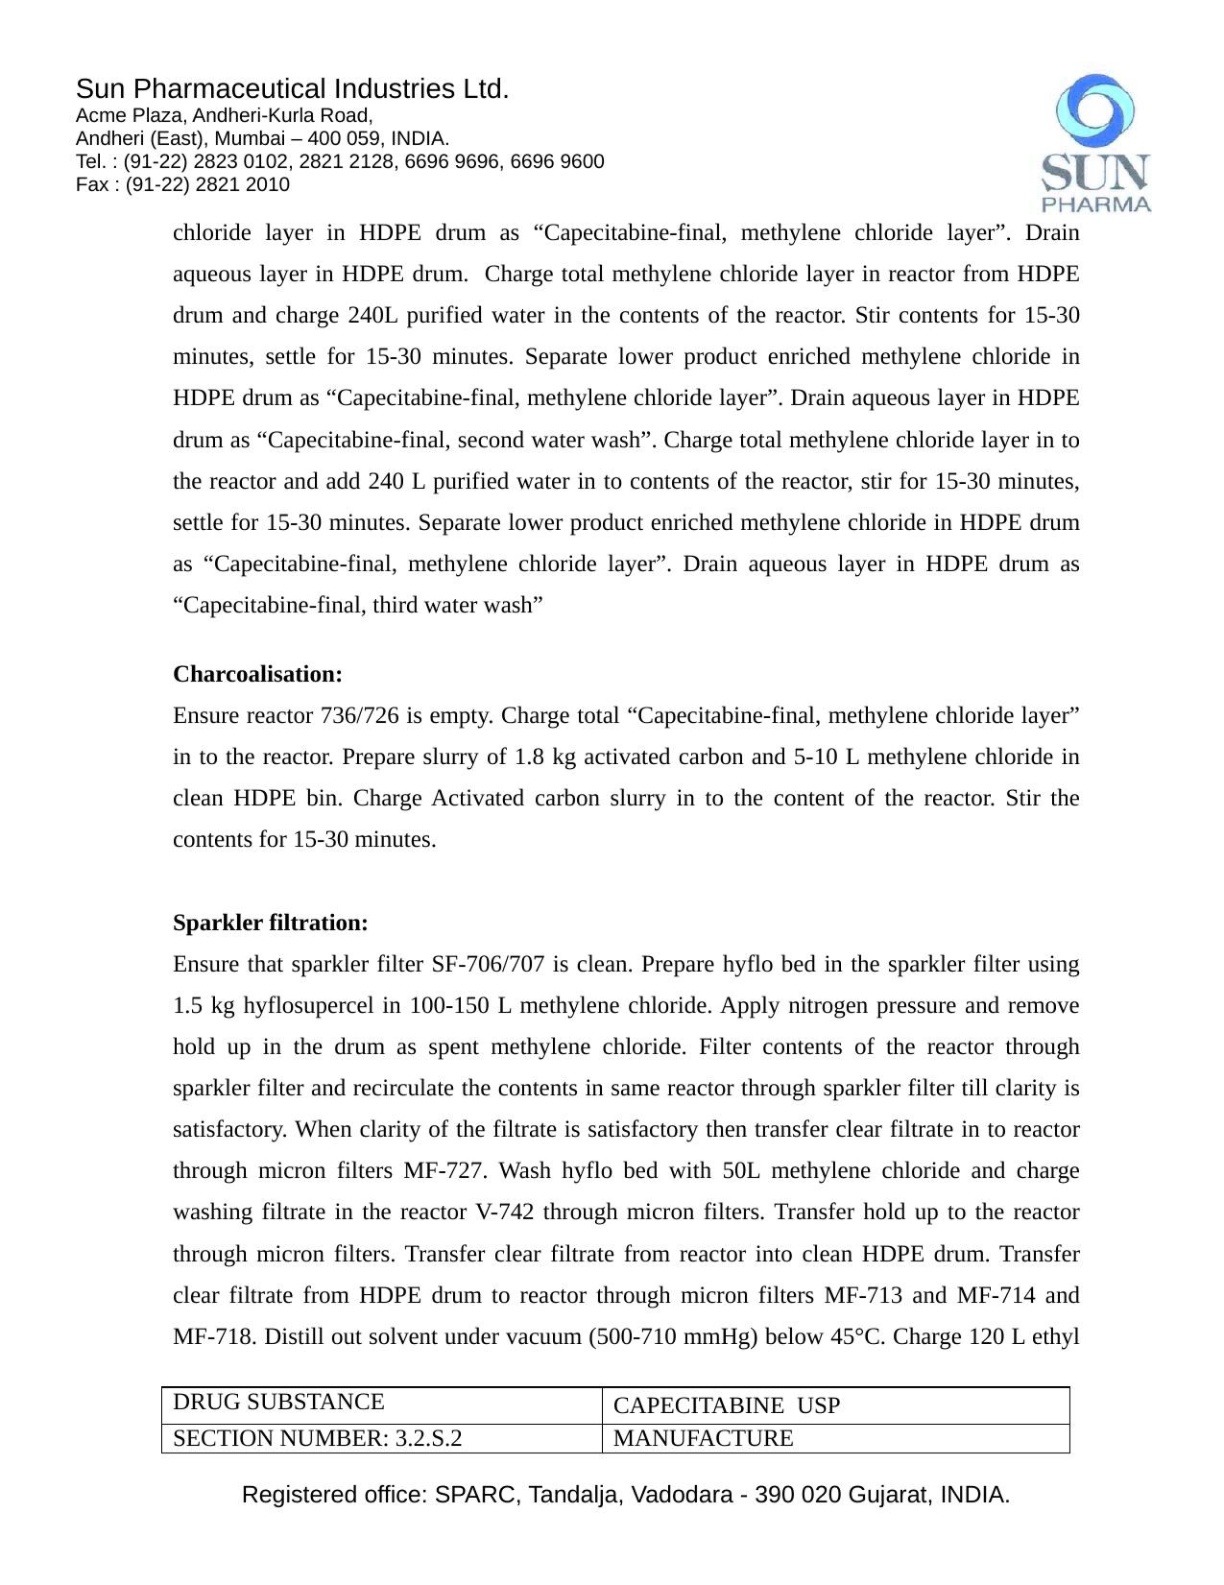 Sun Pharmaceutical Industries Ltd.
Acme Plaza, Andheri-Kurla Road,
Andheri (East), Mumbai – 400 059, INDIA.
Tel. : (91-22) 2823 0102, 2821 2128, 6696 9696, 6696 9600
Fax : (91-22) 2821 2010
SUN
PHARMA
chloride layer in HDPE drum as “Capecitabine-final, methylene chloride layer”. Drain
aqueous layer in HDPE drum.  Charge total methylene chloride layer in reactor from HDPE
drum and charge 240L purified water in the contents of the reactor. Stir contents for 15-30
minutes, settle for 15-30 minutes. Separate lower product enriched methylene chloride in
HDPE drum as “Capecitabine-final, methylene chloride layer”. Drain aqueous layer in HDPE
drum as “Capecitabine-final, second water wash”. Charge total methylene chloride layer in to
the reactor and add 240 L purified water in to contents of the reactor, stir for 15-30 minutes,
settle for 15-30 minutes. Separate lower product enriched methylene chloride in HDPE drum
as “Capecitabine-final, methylene chloride layer”. Drain aqueous layer in HDPE drum as
“Capecitabine-final, third water wash”
Charcoalisation:
Ensure reactor 736/726 is empty. Charge total “Capecitabine-final, methylene chloride layer”
in to the reactor. Prepare slurry of 1.8 kg activated carbon and 5-10 L methylene chloride in
clean HDPE bin. Charge Activated carbon slurry in to the content of the reactor. Stir the
contents for 15-30 minutes.
Sparkler filtration:
Ensure that sparkler filter SF-706/707 is clean. Prepare hyflo bed in the sparkler filter using
1.5 kg hyflosupercel in 100-150 L methylene chloride. Apply nitrogen pressure and remove
hold up in the drum as spent methylene chloride. Filter contents of the reactor through
sparkler filter and recirculate the contents in same reactor through sparkler filter till clarity is
satisfactory. When clarity of the filtrate is satisfactory then transfer clear filtrate in to reactor
through micron filters MF-727. Wash hyflo bed with 50L methylene chloride and charge
washing filtrate in the reactor V-742 through micron filters. Transfer hold up to the reactor
through micron filters. Transfer clear filtrate from reactor into clean HDPE drum. Transfer
clear filtrate from HDPE drum to reactor through micron filters MF-713 and MF-714 and
MF-718. Distill out solvent under vacuum (500-710 mmHg) below 45°C. Charge 120 L ethyl
DRUG SUBSTANCE
CAPECITABINE  USP
SECTION NUMBER: 3.2.S.2
MANUFACTURE
Registered office: SPARC, Tandalja, Vadodara - 390 020 Gujarat, INDIA.